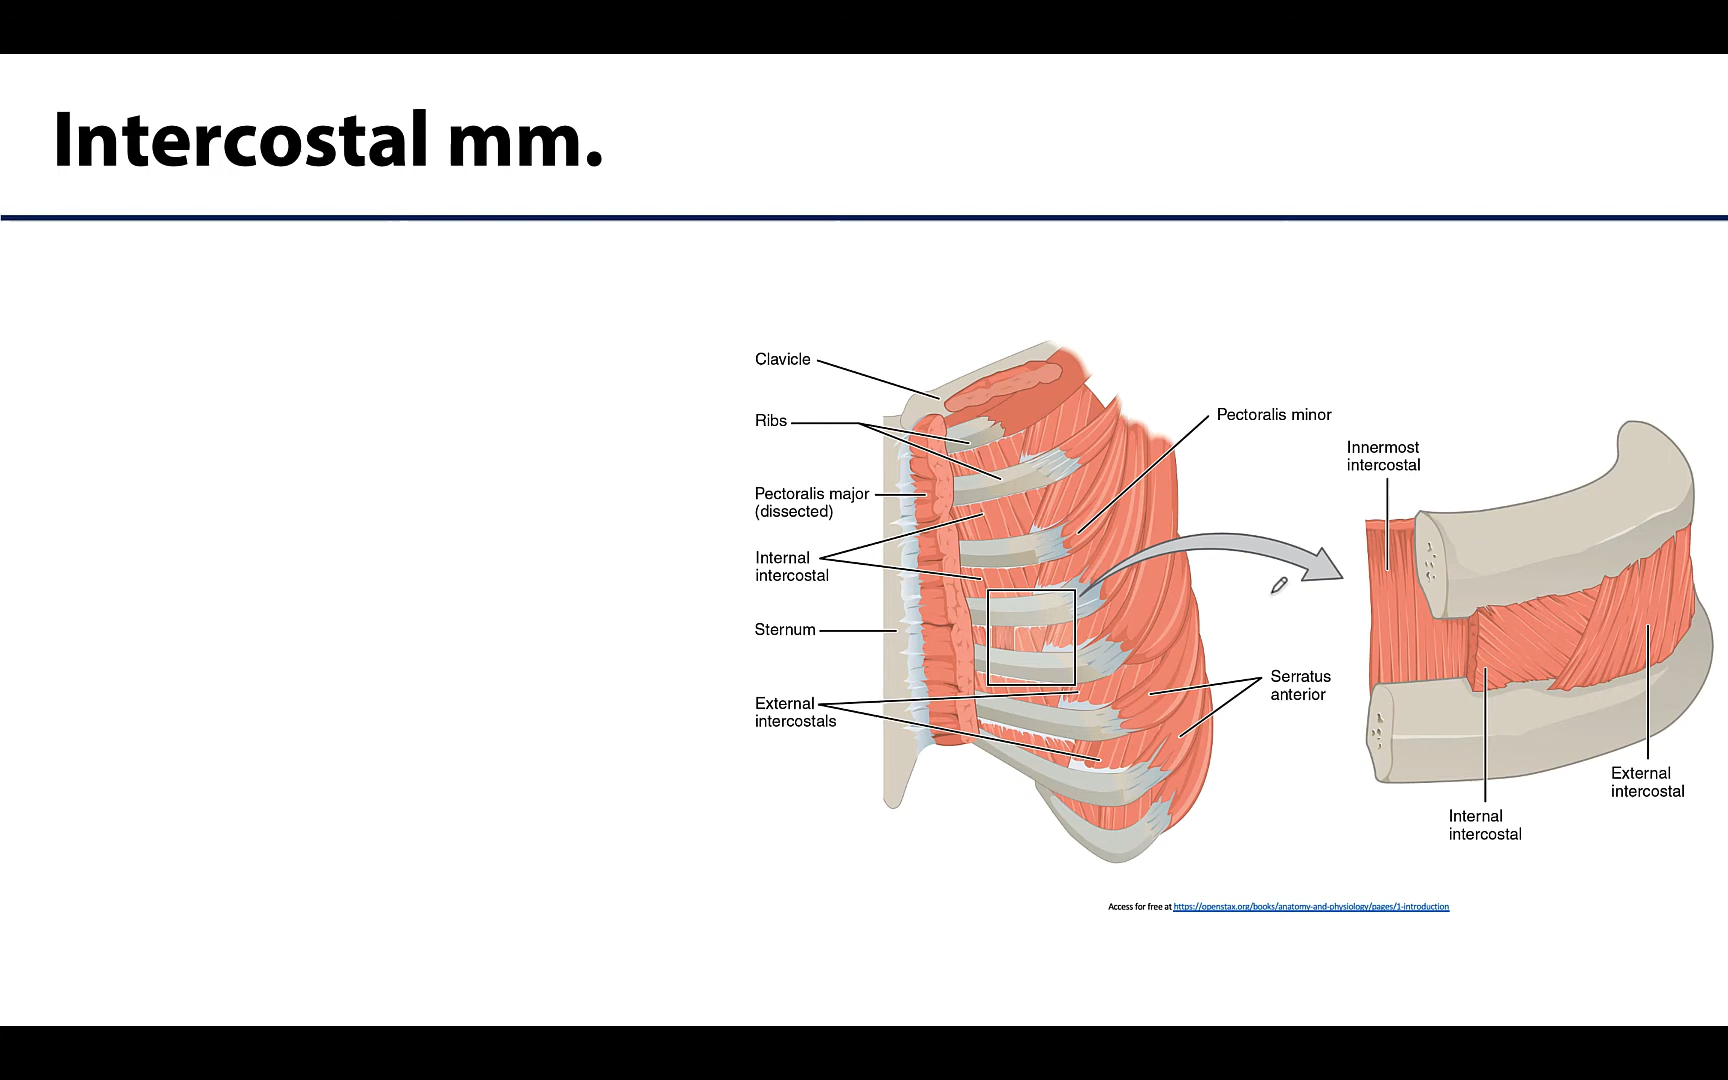 Intercostal mm.
Clavicle
Ribs
Pectoralis major
(dissected)
Internal
intercostal
Sternum
External
intercostals
Pectoralis minor
Serratus
anterior
Innermost
intercostal
Internal
intercostal
External
intercostal
Access for free at https://openstax.org/books/anatomy-and-physiology/pages/1-introduction